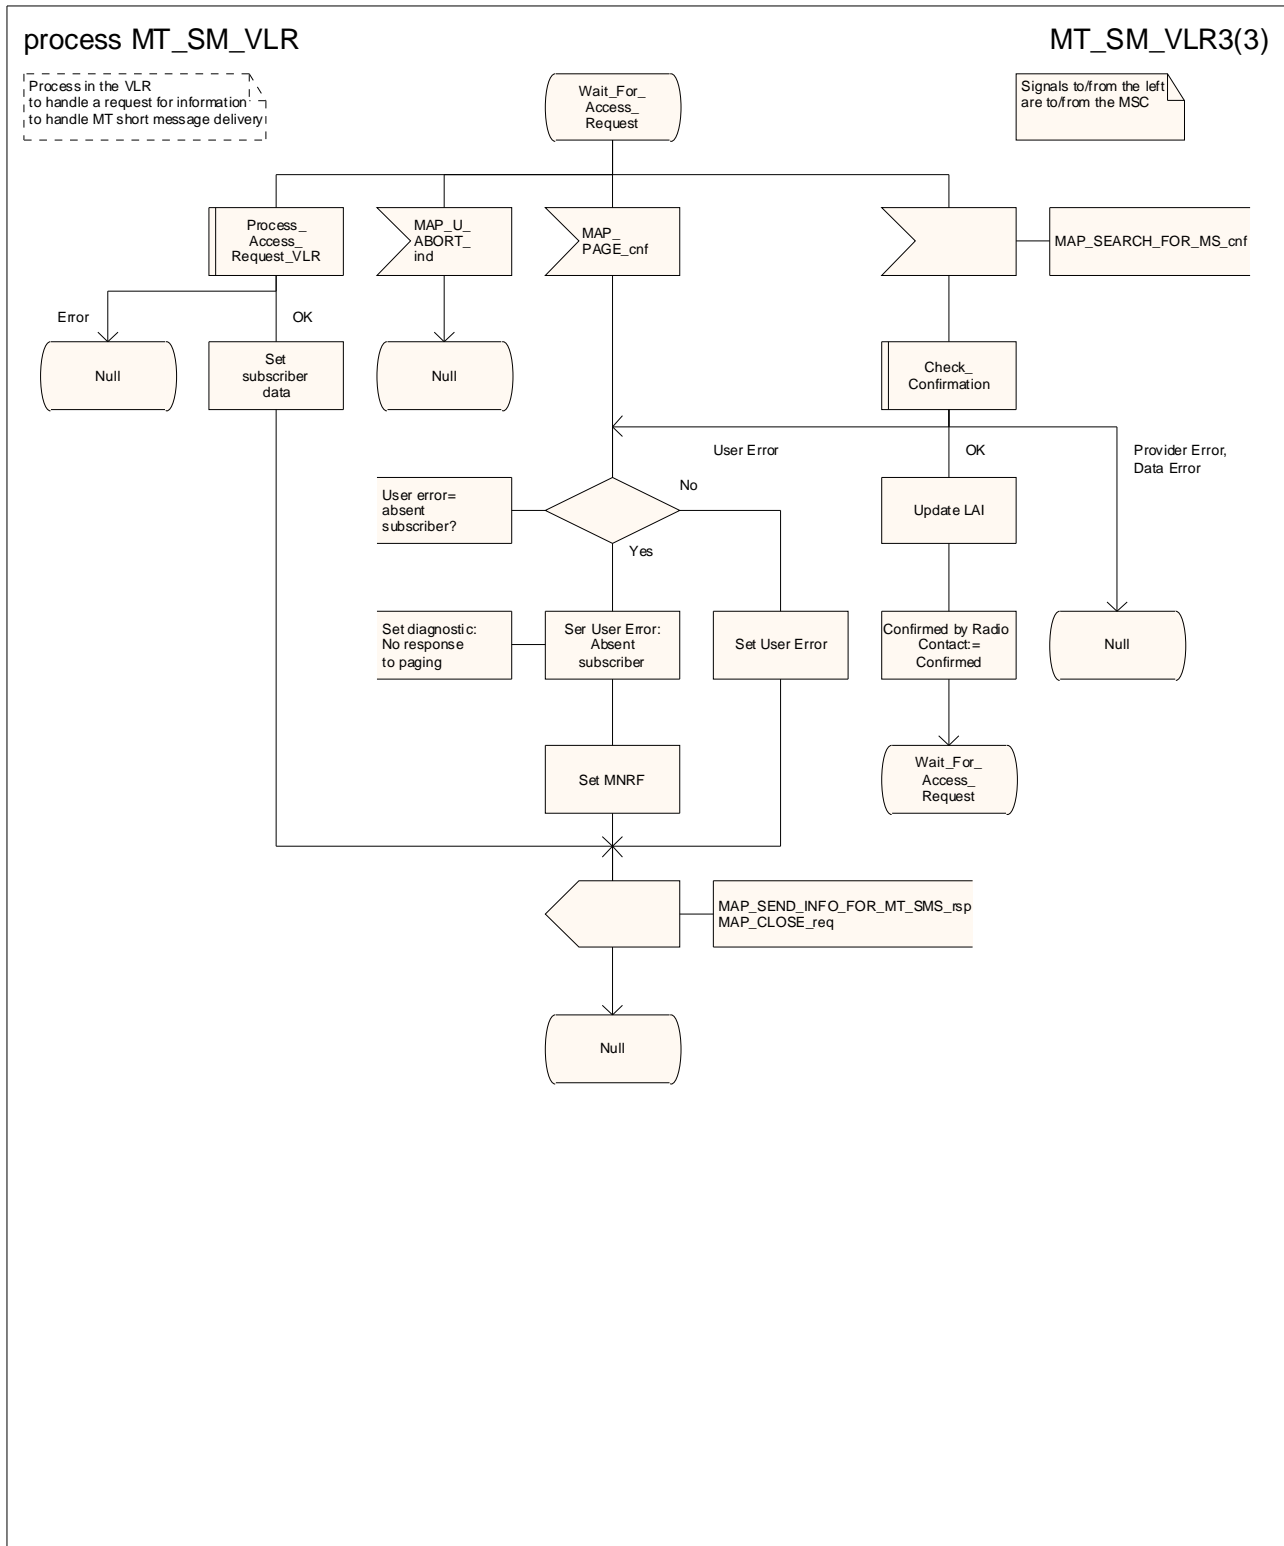 process MT_SM_VLR
MT_SM_VLR3(3)
Process in the VLR
to handle a request for information
to handle MT short message delivery
Wait_For_
Access_
Request
Signals to/from the left
are to/from the MSC
Process_
Access_
Request_VLR
MAP_U_
ABORT_
ind
MAP_
PAGE_cnf
MAP_SEARCH_FOR_MS_cnf
Error
OK
Null
Set
subscriber
data
Null
Check_
Confirmation
User Error
OK
Provider Error,
Data Error
User error=
absent
subscriber?
No
Yes
Update LAI
Set diagnostic:
No response
to paging
Ser User Error:
Absent
subscriber
Set User Error
Confirmed by Radio
Contact:=
Confirmed
Null
Set MNRF
Wait_For_
Access_
Request
MAP_SEND_INFO_FOR_MT_SMS_rsp
MAP_CLOSE_req
Null